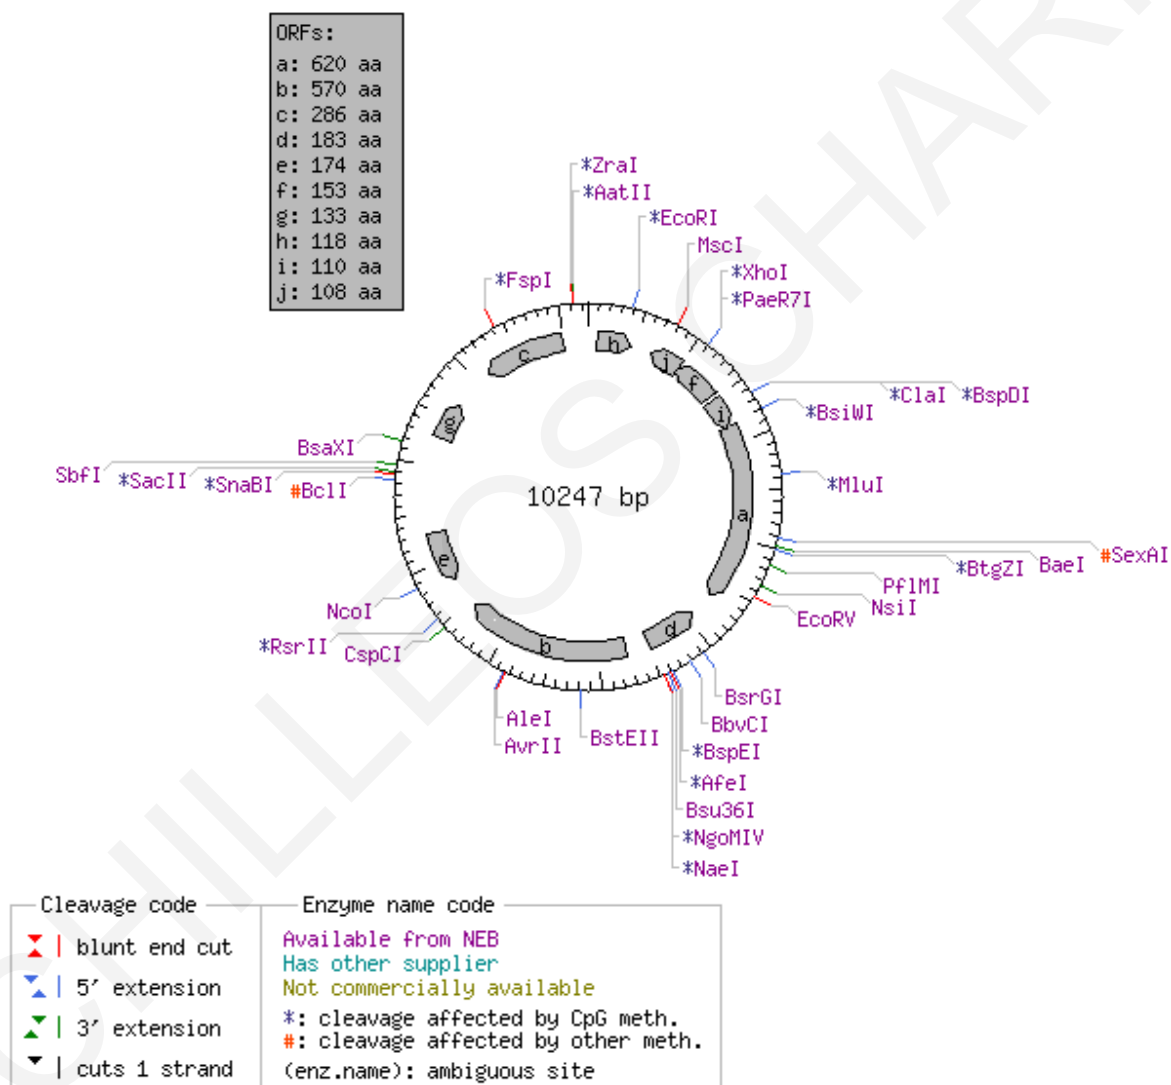 ORFs:
a: 620 aa
b: 570 aa
c: 286 aa
d: 183 aa
e: 174 aa
f: 153 aa
g: 133 aa
h: 118 aa
i: 110 aa
j: 108 aa
*ZraI
*AatII
*EcoRI
MscI
*FspI
*XhoI
*PaeR7I
c
h
j
f
i
*ClaI *BspDI
*BsiWI
g
BsaXI
SbfI *SacII *SnaBI #BclI
*MluI
10247 bp
a
#SexAI
*BtgZI BaeI
e
PflMI
NsiI
NcoI
EcoRV
d
*RsrII CspCI
b
BsrGI
AleI
BbvCI
AvrII BstEII
*BspEI
*AfeI
Bsu36I
*NgoMIV
*NaeI
CHILLEOS CHARI
Cleavage code
blunt end cut
5' extension
3' extension
cuts 1 strand
Enzyme name code
Available from NEB
Has other supplier
Not commercially available
*: cleavage affected by CpG meth.
#: cleavage affected by other meth.
(enz.name): ambiguous site